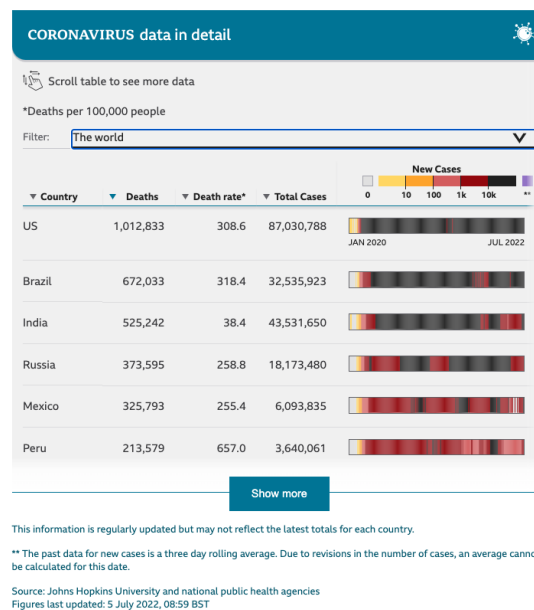 CORONAVIRUS data in detail
Scroll table to see more data
*Deaths per 100,000 people
Filter: The world
New Cases
▼ Country ▼ Deaths ▼ Death rate* ▼ Total Cases 0 10 100 1k 10k **
US 1,012,833 308.6 87,030,788
JAN 2020 JUL 2022
Brazil 672,033 318.4 32,535,923
India 525,242 38.4 43,531,650
Russia 373,595 258.8 18,173,480
Mexico 325,793 255.4 6,093,835
Peru 213,579 657.0 3,640,061
Show more
This information is regularly updated but may not reflect the latest totals for each country.
** The past data for new cases is a three day rolling average. Due to revisions in the number of cases, an average
be calculated for this date.
Source: Johns Hopkins University and national public health agencies
Figures last updated: 5 July 2022, 08:59 BST